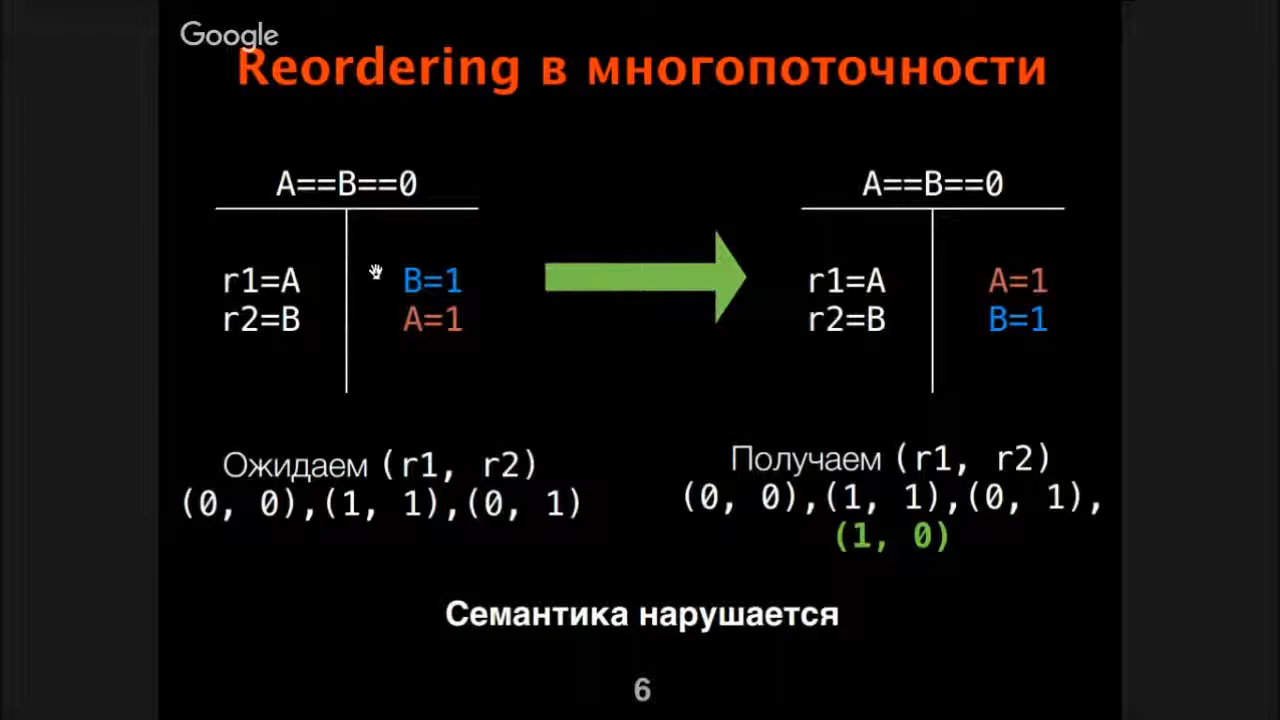 Google
Reordering в многопоточности
A==B==0
r1=A B=1
r2=B A=1
A==B==0
r1=A A=1
r2=B B=1
Ожидаем (r1, r2)
(0, 0),(1, 1),(0, 1)
Получаем (r1, r2)
(0, 0),(1, 1),(0, 1),
(1, 0)
Семантика нарушается
6